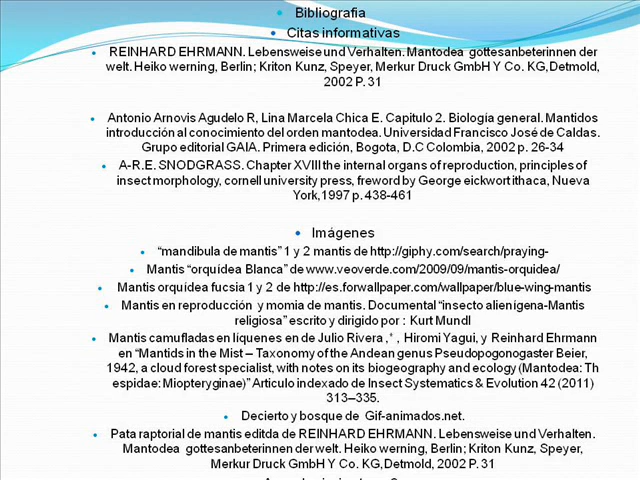 Bibliografia
Citas informativas
REINHARD EHRMANN. Lebensweise und Verhalten. Mantodea gottesanbeterinnen der
welt. Heiko werning, Berlin; Kriton Kunz, Speyer, Merkur Druck GmbH Y Co. KG,Detmold,
2002 P. 31
Antonio Arnovis Agudelo R, Lina Marcela Chica E. Capitulo 2. Biología general. Mantidos
introducción al conocimiento del orden mantodea. Universidad Francisco José de Caldas.
Grupo editorial GAIA. Primera edición, Bogota, D.C Colombia, 2002 p. 26-34
A-R.E. SNODGRASS. Chapter XVIII the internal organs of reproduction, principles of
insect morphology, cornell university press, freword by George eickwort ithaca, Nueva
York,1997 p. 438-461
Imágenes
“mandibula de mantis” 1 y 2 mantis de http://giphy.com/search/praying-
Mantis “orquídea Blanca” de www.veoverde.com/2009/09/mantis-orquidea/
Mantis orquídea fucsia 1 y 2 de http://es.forwallpaper.com/wallpaper/blue-wing-mantis
Mantis en reproducción y momia de mantis. Documental “insecto alienígena-Mantis
religiosa” escrito y dirigido por : Kurt Mundl
Mantis camufladas en líquenes en de Julio Rivera ,* , Hiromi Yagui, y Reinhard Ehrmann
en “Mantids in the Mist – Taxonomy of the Andean genus Pseudopogonogaster Beier,
1942, a cloud forest specialist, with notes on its biogeography and ecology (Mantodea: Th
espidae: Miopteryginae)” Articulo indexado de Insect Systematics & Evolution 42 (2011)
313–335.
Decierto y bosque de Gif-animados.net.
Pata raptorial de mantis editda de REINHARD EHRMANN. Lebensweise und Verhalten.
Mantodea gottesanbeterinnen der welt. Heiko werning, Berlin; Kriton Kunz, Speyer,
Merkur Druck GmbH Y Co. KG,Detmold, 2002 P. 31